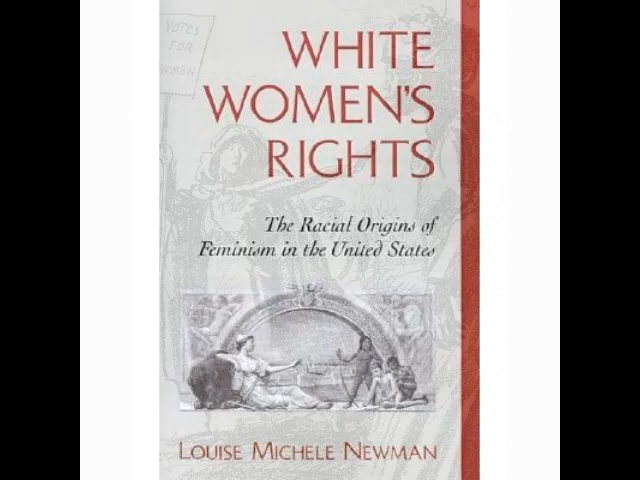 VOTES
FOR
WOMEN
WHITE
WOMEN'S
RIGHTS
The Racial Origins of
Feminism in the United States
LOUISE MICHELE NEWMAN